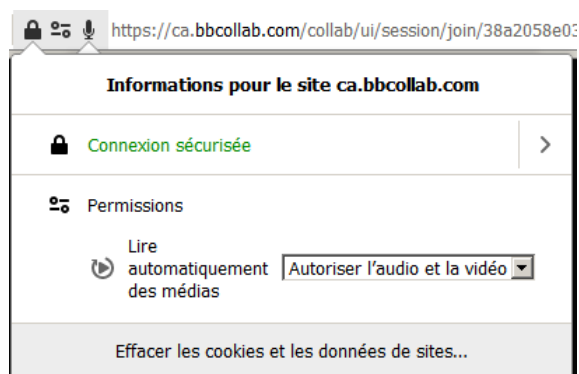 https://ca.bbcollab.com/collab/ui/session/join/38a2058e03
Informations pour le site ca.bbcollab.com
Connexion sécurisée
Permissions
Lire
automatiquement
des médias
Autoriser l’audio et la vidéo
Effacer les cookies et les données de sites...